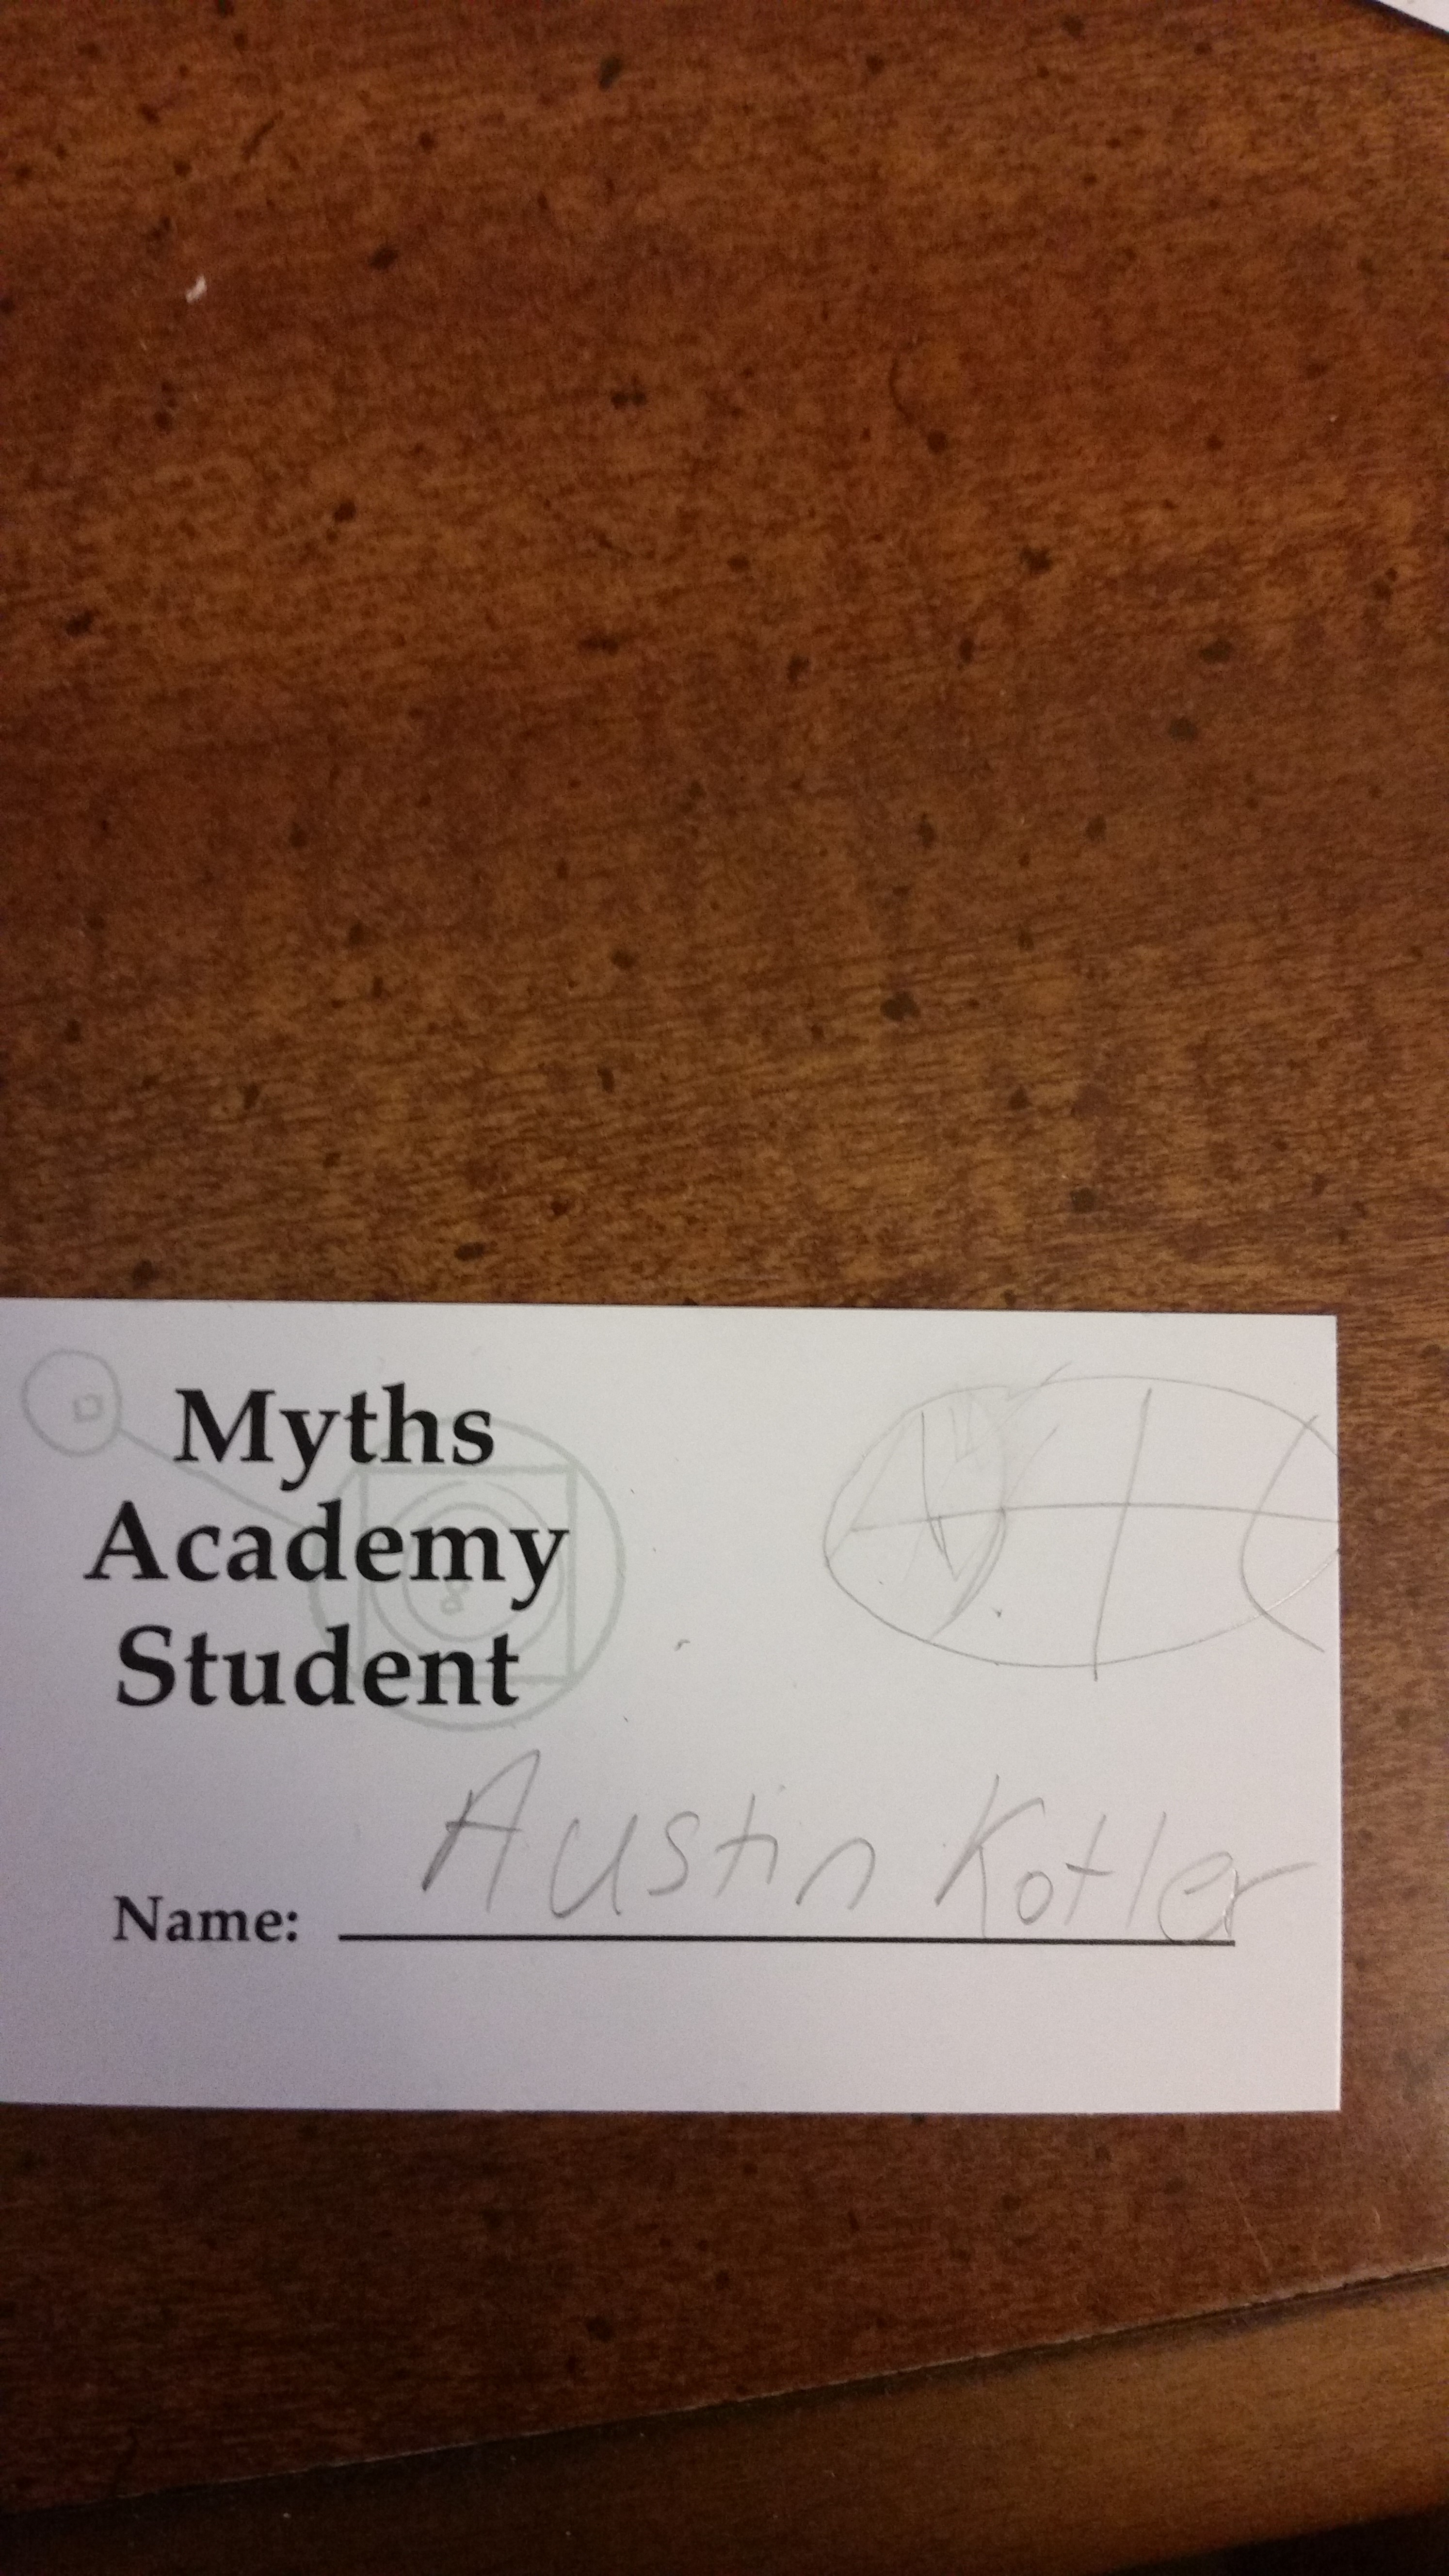 Myths
Academy
Student
Name: Austin Kotler